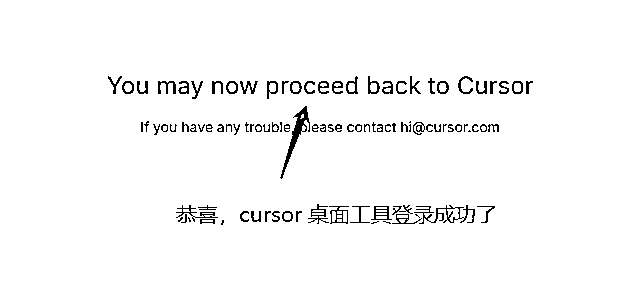 You may now proceed back to Cursor
If you have any trouble, please contact hi@cursor.com
恭喜，cursor 桌面工具登录成功了